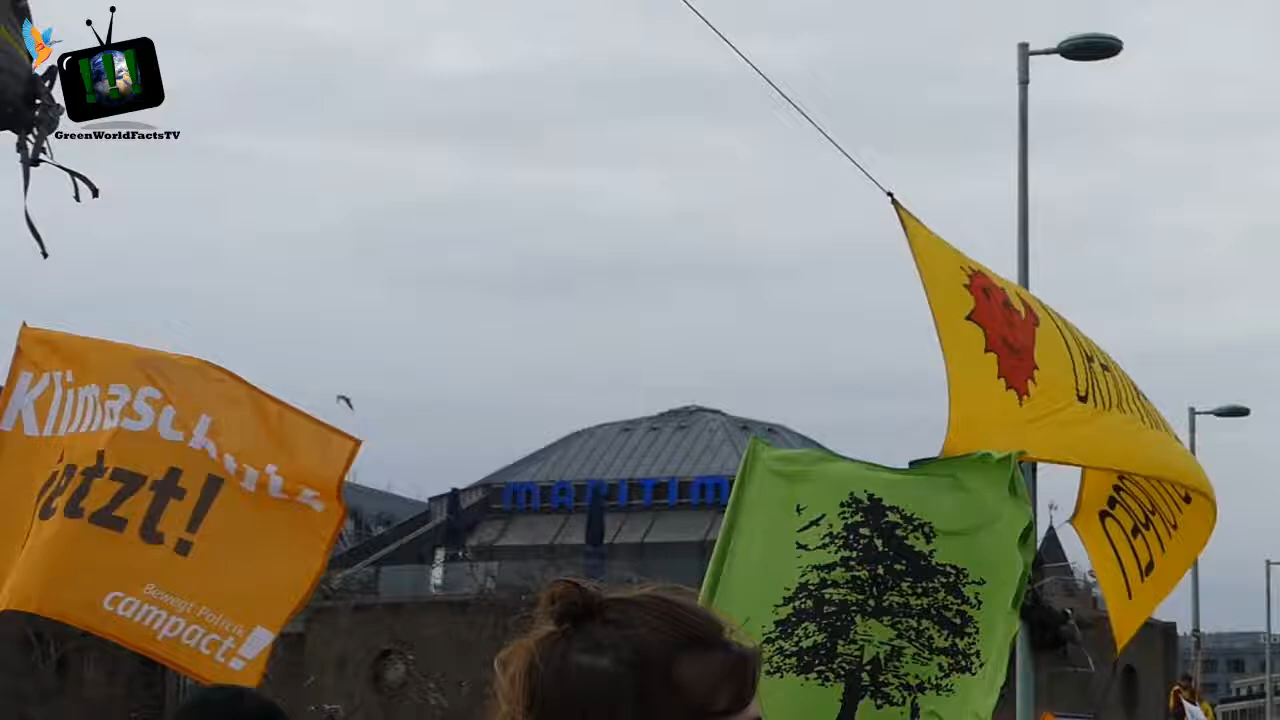 GreenWorldFactsTV
Klimaschutz
jetzt!
Bewegt Politik
campact!
MARITIM